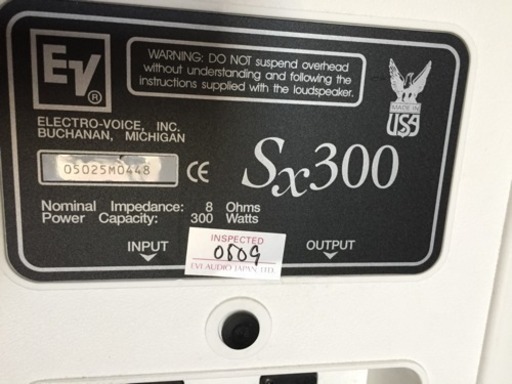 EV®
WARNING: DO NOT suspend overhead
without understanding and following the
instructions supplied with the loudspeaker.
MADE IN
USA
ELECTRO-VOICE, INC.
BUCHANAN, MICHIGAN
05025M0448
CE
Sx300
Nominal Impedance: 8 Ohms
Power Capacity: 300 Watts
INPUT
OUTPUT
INSPECTED
0809
EVI AUDIO JAPAN, LTD.